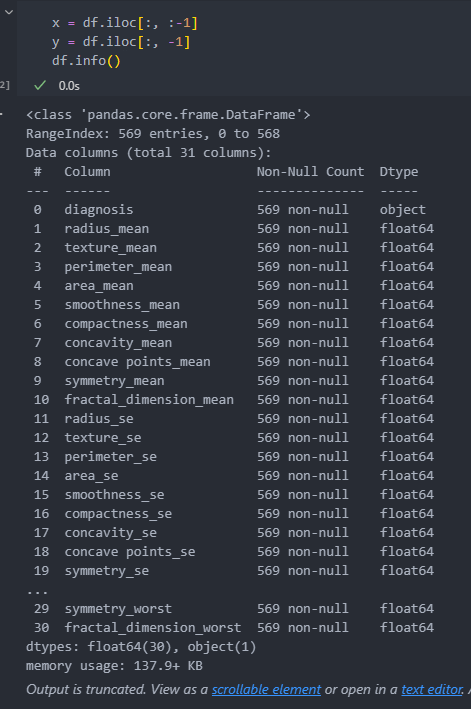 x = df.iloc[:, :-1]
y = df.iloc[:, -1]
df.info()
2] 0.0s
<class 'pandas.core.frame.DataFrame'>
RangeIndex: 569 entries, 0 to 568
Data columns (total 31 columns):
 #   Column                   Non-Null Count  Dtype
---  ------                   --------------  -----
 0   diagnosis                569 non-null    object
 1   radius_mean              569 non-null    float64
 2   texture_mean             569 non-null    float64
 3   perimeter_mean           569 non-null    float64
 4   area_mean                569 non-null    float64
 5   smoothness_mean          569 non-null    float64
 6   compactness_mean         569 non-null    float64
 7   concavity_mean           569 non-null    float64
 8   concave points_mean      569 non-null    float64
 9   symmetry_mean            569 non-null    float64
 10  fractal_dimension_mean   569 non-null    float64
 11  radius_se                569 non-null    float64
 12  texture_se               569 non-null    float64
 13  perimeter_se             569 non-null    float64
 14  area_se                  569 non-null    float64
 15  smoothness_se            569 non-null    float64
 16  compactness_se           569 non-null    float64
 17  concavity_se             569 non-null    float64
 18  concave points_se        569 non-null    float64
 19  symmetry_se              569 non-null    float64
...
 29  symmetry_worst           569 non-null    float64
 30  fractal_dimension_worst  569 non-null    float64
dtypes: float64(30), object(1)
memory usage: 137.9+ KB
Output is truncated. View as a scrollable element or open in a text editor.